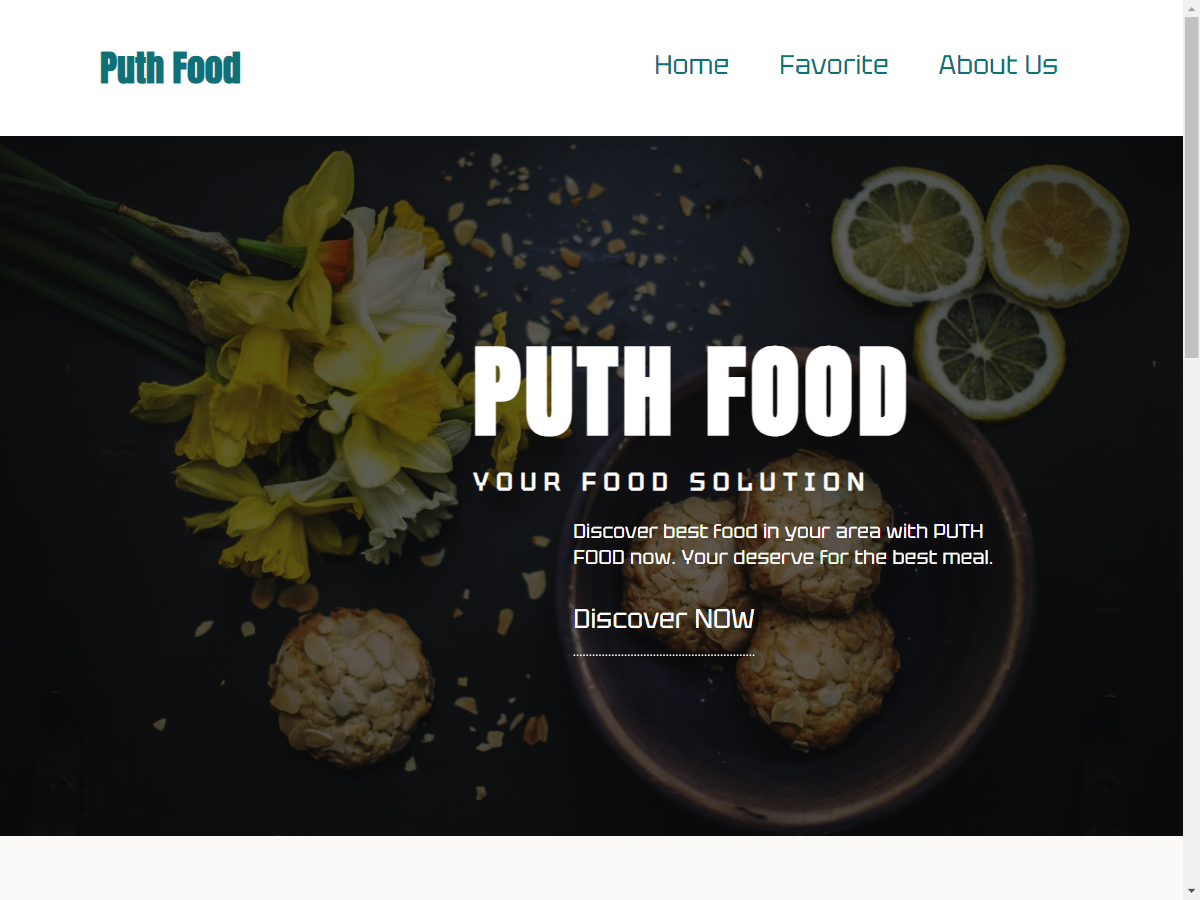 Puth Food
Home Favorite About Us
PUTH FOOD
YOUR FOOD SOLUTION
Discover best food in your area with PUTH
FOOD now. Your deserve for the best meal.
Discover NOW